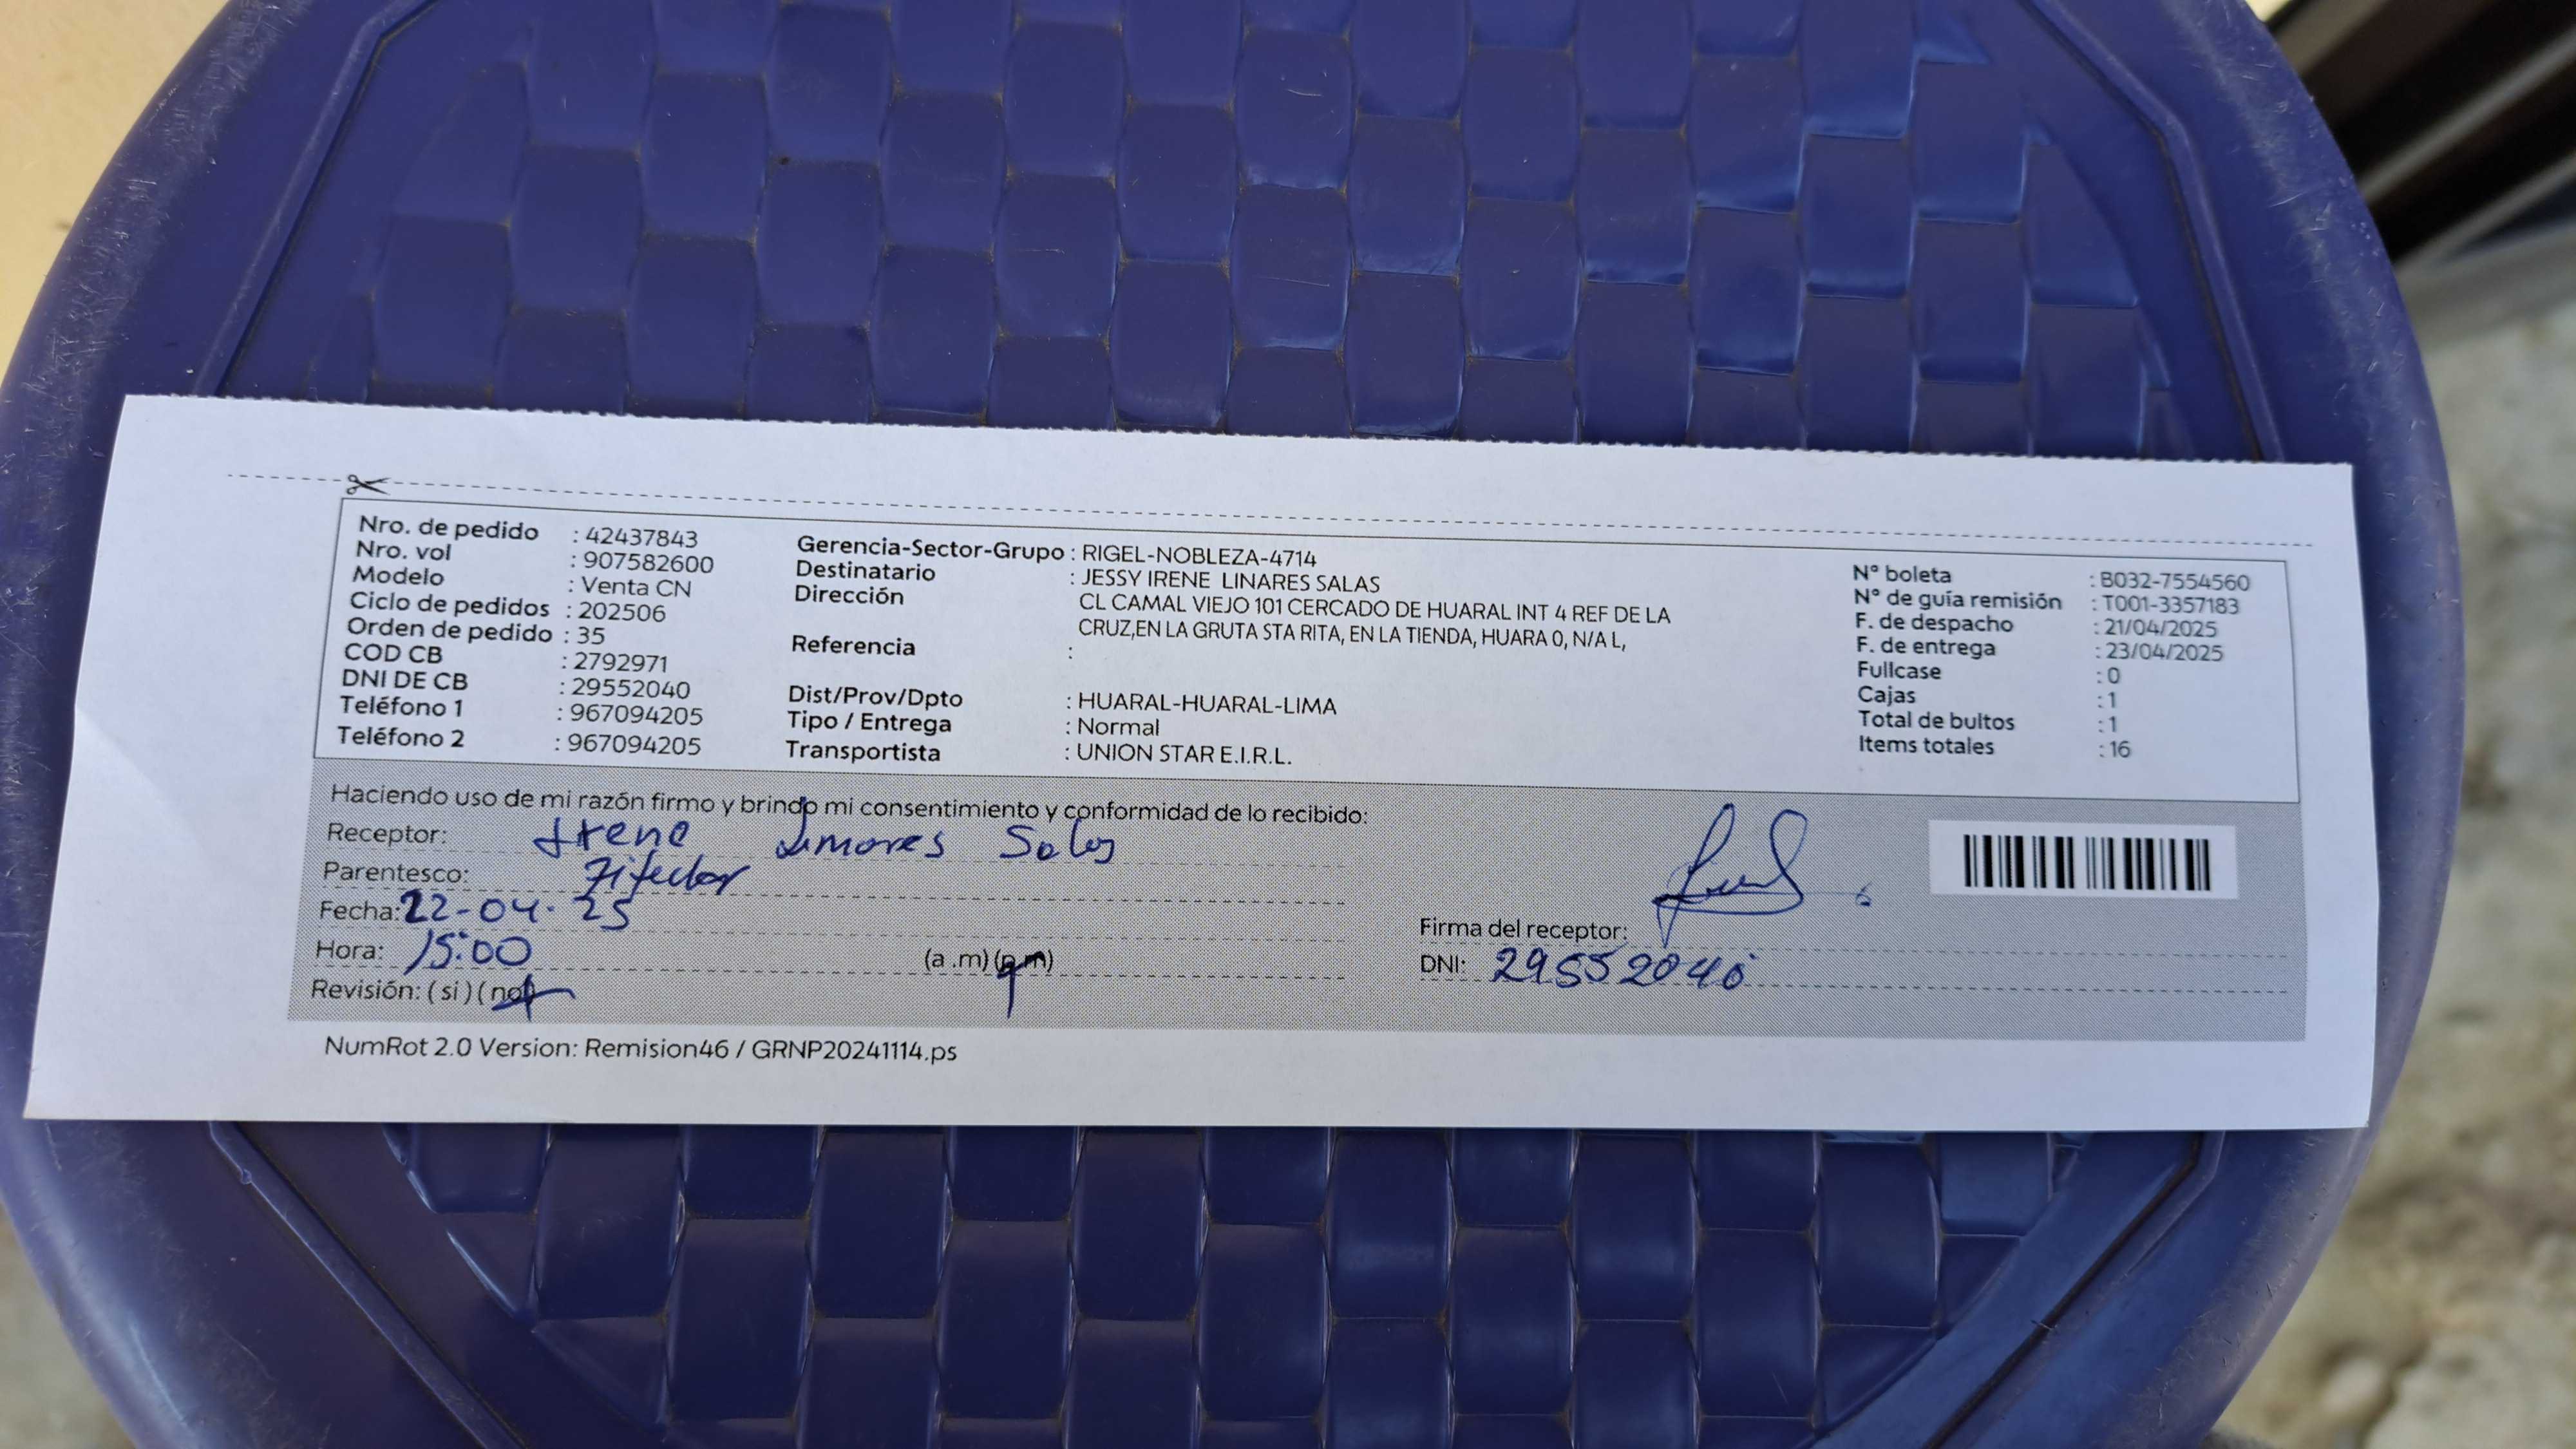 Nro. de pedido : 42437843
Nro. vol : 907582600
Modelo : Venta CN
Ciclo de pedidos : 202506
Orden de pedido : 35
COD CB : 2792971
DNI DE CB : 29552040
Teléfono 1 : 967094205
Teléfono 2 : 967094205
Gerencia-Sector-Grupo : RIGEL-NOBLEZA-4714
Destinatario : JESSY IRENE LINARES SALAS
Dirección CL CAMAL VIEJO 101 CERCADO DE HUARAL INT 4 REF DE LA
CRUZ,EN LA GRUTA STA RITA, EN LA TIENDA, HUARA 0, N/A L,
Referencia :
Dist/Prov/Dpto : HUARAL-HUARAL-LIMA
Tipo / Entrega : Normal
Transportista : UNION STAR E.I.R.L.
N° boleta : B032-7554560
N° de guía remisión : T001-3357183
F. de despacho : 21/04/2025
F. de entrega : 23/04/2025
Fullcase : 0
Cajas : 1
Total de bultos : 1
Items totales : 16
Haciendo uso de mi razón firmo y brindo mi consentimiento y conformidad de lo recibido:
Receptor: Irene Linares Salas
Parentesco:
Fecha: 22-04-25
Hora: 15:00 (a .m) (p.m)
Revisión: ( si ) ( no )
Firma del receptor:
DNI: 29552040
NumRot 2.0 Version: Remision46 / GRNP20241114.ps